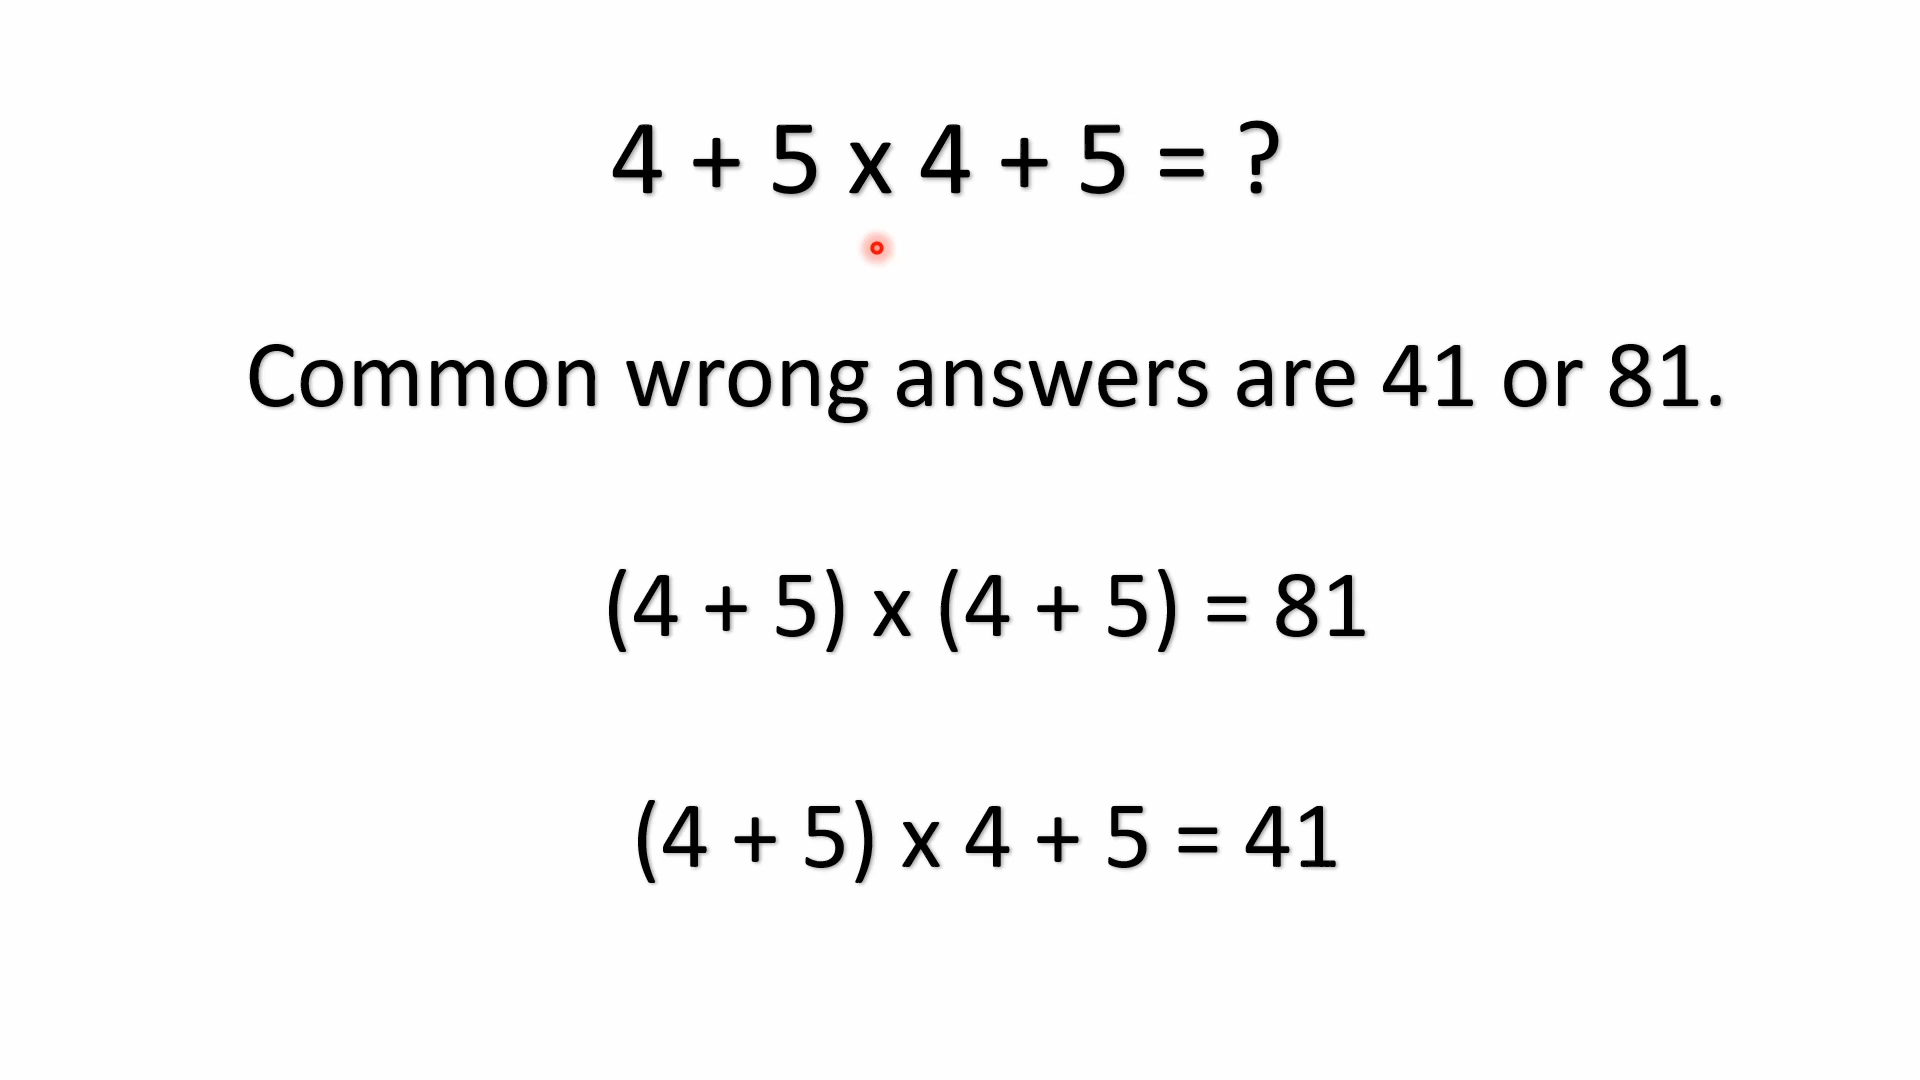 4 + 5 x 4 + 5 = ?
Common wrong answers are 41 or 81.
(4 + 5) x (4 + 5) = 81
(4 + 5) x 4 + 5 = 41